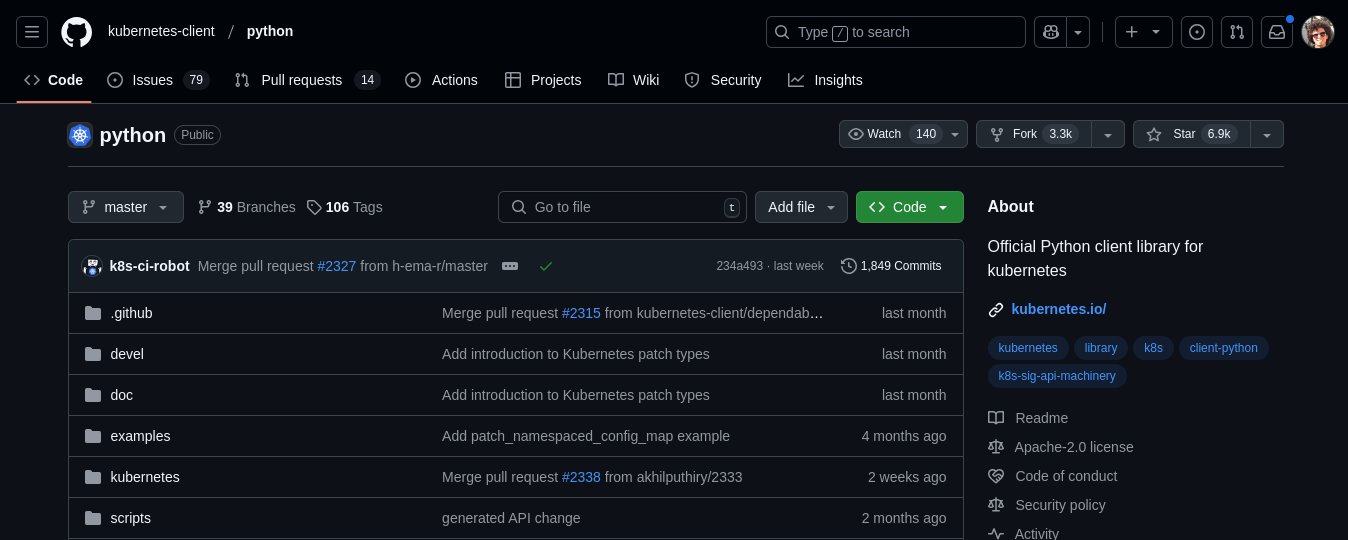 kubernetes-client / python
Type / to search
Code Issues 79 Pull requests 14 Actions Projects Wiki Security Insights
python Public
Watch 140 Fork 3.3k Star 6.9k
master 39 Branches 106 Tags Go to file t Add file Code
k8s-ci-robot Merge pull request #2327 from h-ema-r/master 234a493 · last week 1,849 Commits
.github Merge pull request #2315 from kubernetes-client/dependab… last month
devel Add introduction to Kubernetes patch types last month
doc Add introduction to Kubernetes patch types last month
examples Add patch_namespaced_config_map example 4 months ago
kubernetes Merge pull request #2338 from akhilputhiry/2333 2 weeks ago
scripts generated API change 2 months ago
About
Official Python client library for
kubernetes
kubernetes.io/
kubernetes library k8s client-python
k8s-sig-api-machinery
Readme
Apache-2.0 license
Code of conduct
Security policy
Activity